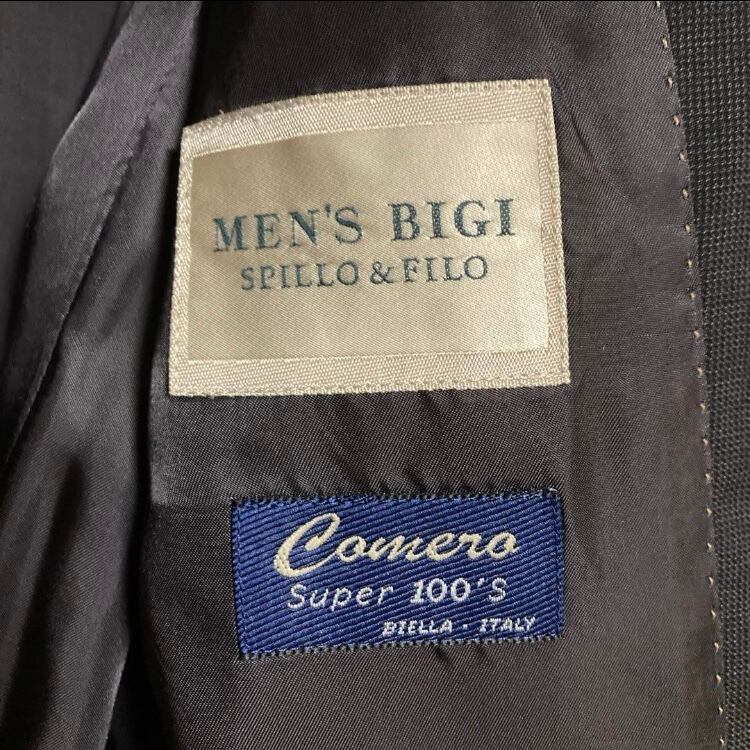 MEN'S BIGI
SPILLO & FILO
Comero
Super 100'S
BIELLA · ITALY